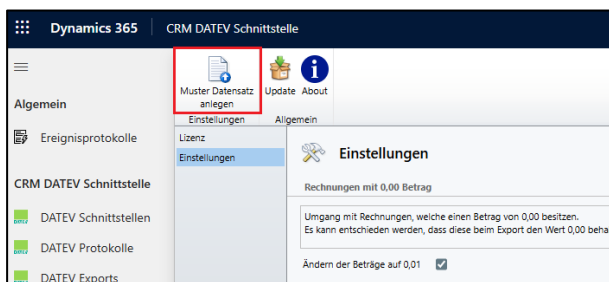 Dynamics 365
CRM DATEV Schnittstelle
Muster Datensatz
anlegen
Update
About
Einstellungen
Allgemein
Algemein
Ereignisprotokolle
CRM DATEV Schnittstelle
DATEV Schnittstellen
DATEV Protokolle
DATEV Exports
Lizenz
Einstellungen
Einstellungen
Rechnungen mit 0,00 Betrag
Umgang mit Rechnungen, welche einen Betrag von 0,00 besitzen.
Es kann entschieden werden, dass diese beim Export den Wert 0,00 beha
Ändern der Beträge auf 0,01